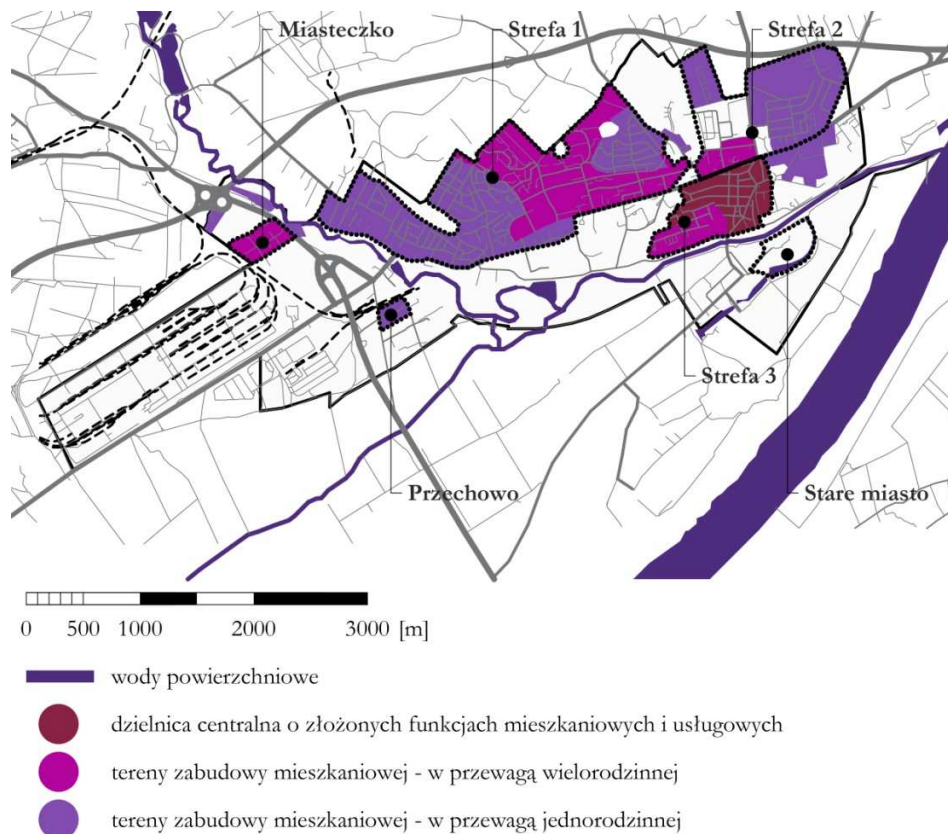 Miasteczko
Strefa 1
Strefa 2
Strefa 3
Przechowo
Stare miasto
0 500 1000 2000 3000 [m]
wody powierzchniowe
dzielnica centralna o złożonych funkcjach mieszkaniowych i usługowych
tereny zabudowy mieszkaniowej - w przewagą wielorodzinnej
tereny zabudowy mieszkaniowej - w przewagą jednorodzinnej